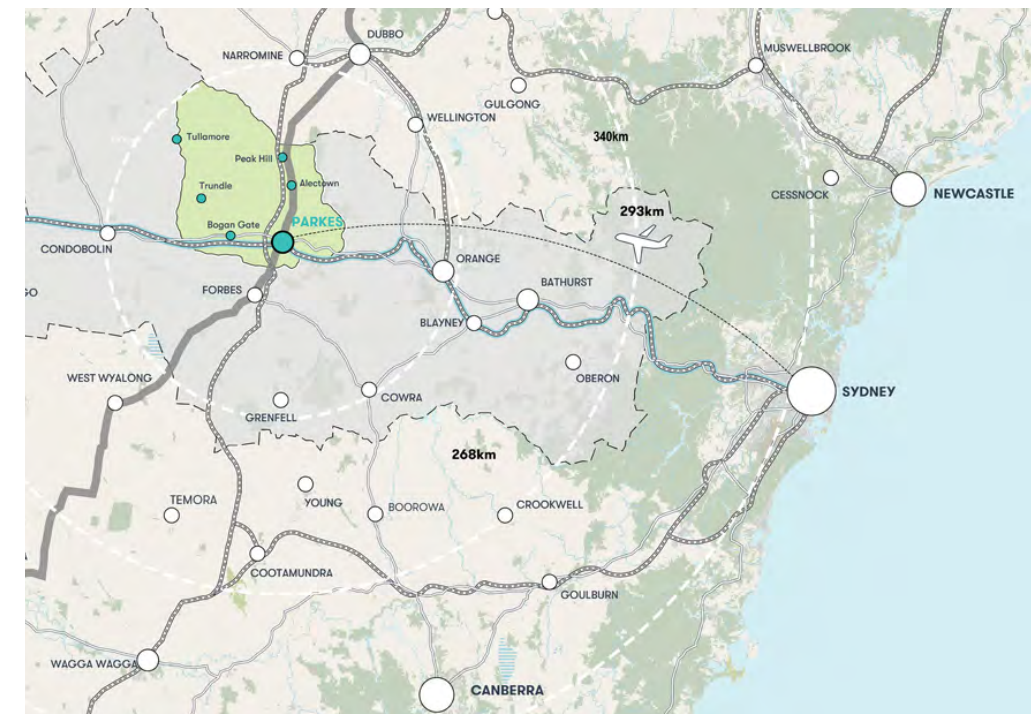 DUBBO
NARROMINE
MUSWELLBROOK
GULGONG
WELLINGTON
Tullamore
340km
Peak Hill
Alectown
CESSNOCK
NEWCASTLE
Trundle
293km
PARKES
Bogan Gate
CONDOBOLIN
ORANGE
BATHURST
GO
FORBES
BLAYNEY
OBERON
WEST WYALONG
SYDNEY
COWRA
GRENFELL
268km
TEMORA
YOUNG
BOOROWA
CROOKWELL
COOTAMUNDRA
GOULBURN
WAGGA WAGGA
CANBERRA